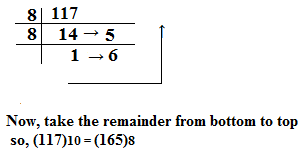 8 117
8 14 → 5
1 → 6
Now, take the remainder from bottom to top
so, (117)10 = (165)8